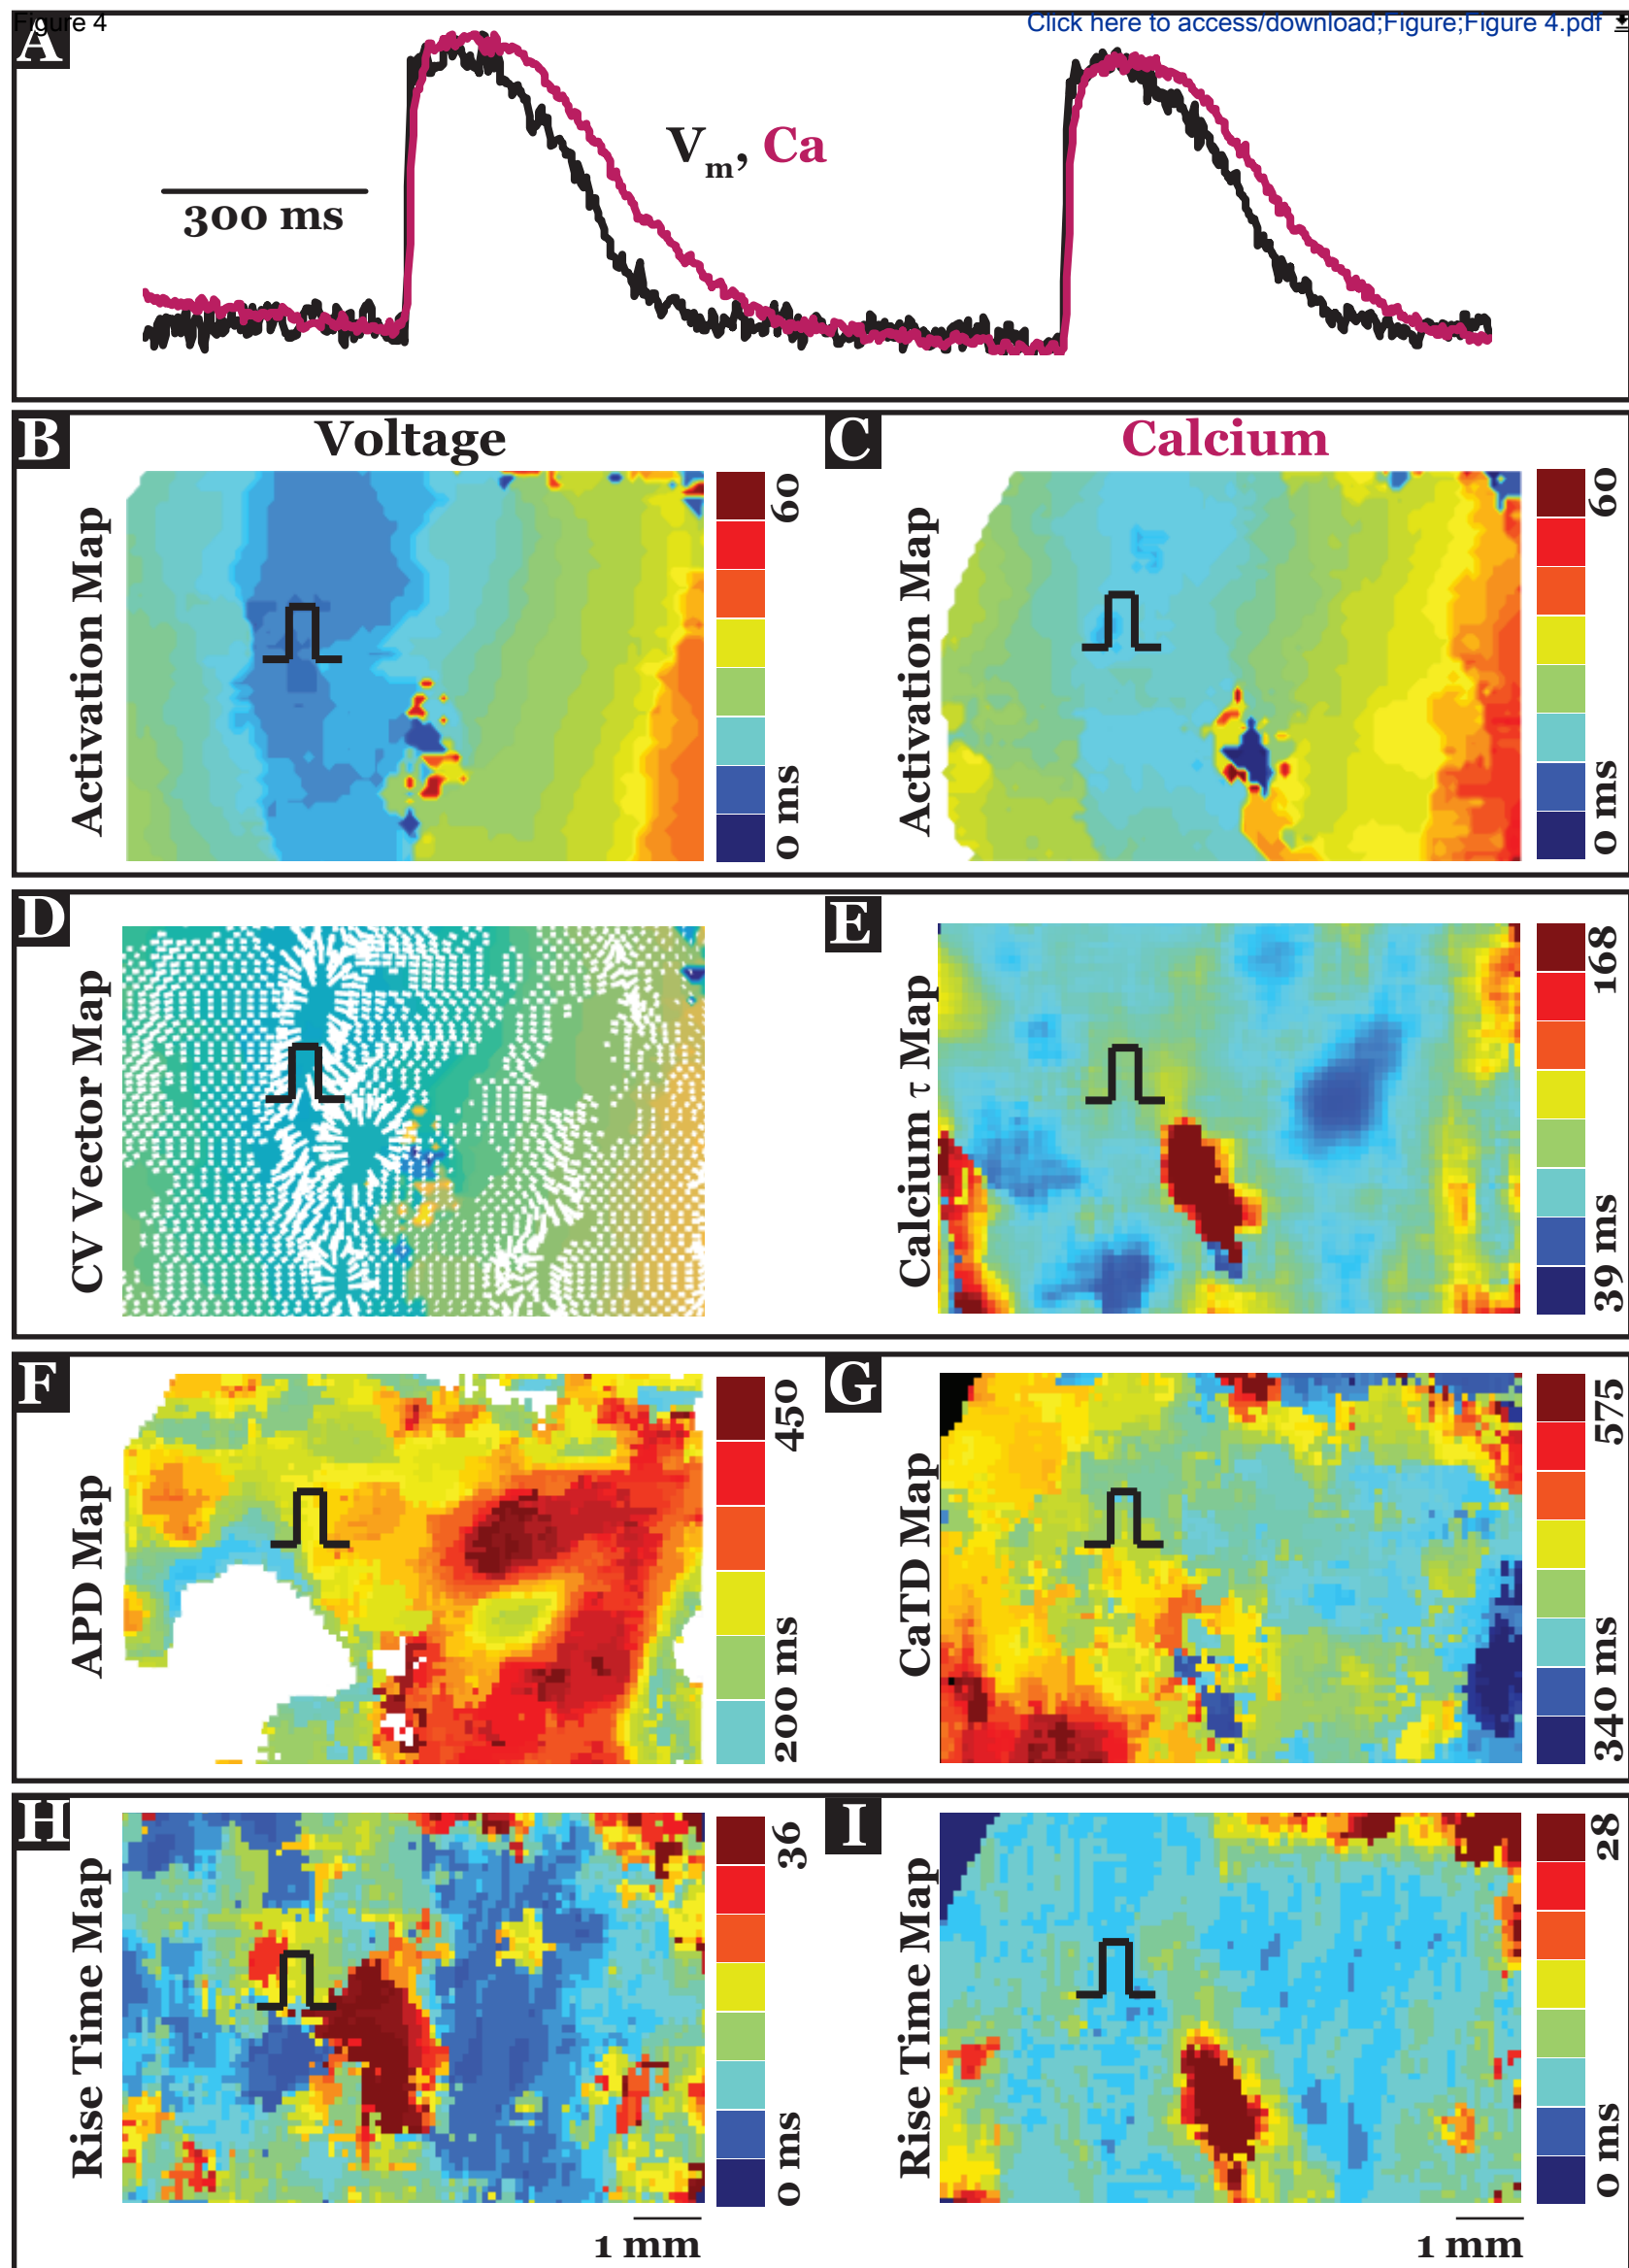 Figure 4
Click here to access/download;Figure;Figure 4.pdf
A
Vm, Ca
300 ms
B
Voltage
Activation Map
60
0 ms
C
Calcium
Activation Map
60
0 ms
D
CV Vector Map
E
Calcium τ Map
168
39 ms
F
APD Map
450
200 ms
G
CaTD Map
575
340 ms
H
Rise Time Map
36
0 ms
1 mm
I
Rise Time Map
28
0 ms
1 mm